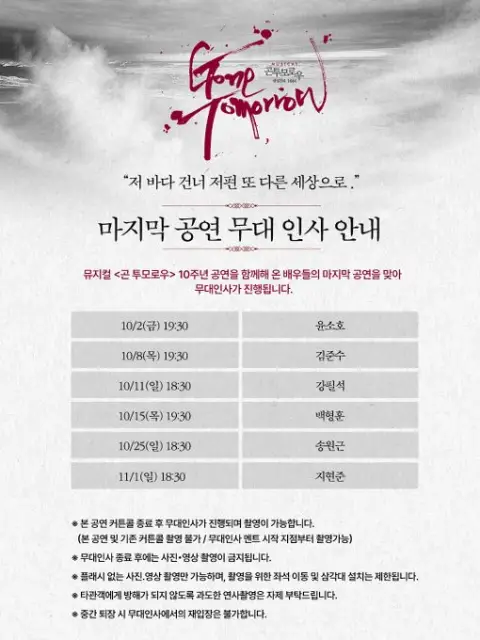 Gone
Tomorrow
MUSICAL
곤투모로우
“저 바다 건너 저편 또 다른 세상으로.”
마지막 공연 무대 인사 안내
뮤지컬 <곤 투모로우> 10주년 공연을 함께해 온 배우들의 마지막 공연을 맞아
무대인사가 진행됩니다.
10/2(금) 19:30 윤소호
10/8(목) 19:30 김준수
10/11(일) 18:30 강필석
10/15(목) 19:30 백형훈
10/25(일) 18:30 송원근
11/1(일) 18:30 지현준
※ 본 공연 커튼콜 종료 후 무대인사가 진행되며 촬영이 가능합니다.
(본 공연 및 기존 커튼콜 촬영 불가 / 무대인사 멘트 시작 지점부터 촬영가능)
※ 무대인사 종료 후에는 사진·영상 촬영이 금지됩니다.
※ 플래시 없는 사진.영상 촬영만 가능하며, 촬영을 위한 좌석 이동 및 삼각대 설치는 제한됩니다.
※ 타관객에게 방해가 되지 않도록 과도한 연사촬영은 자제 부탁드립니다.
※ 중간 퇴장 시 무대인사에서의 재입장은 불가합니다.